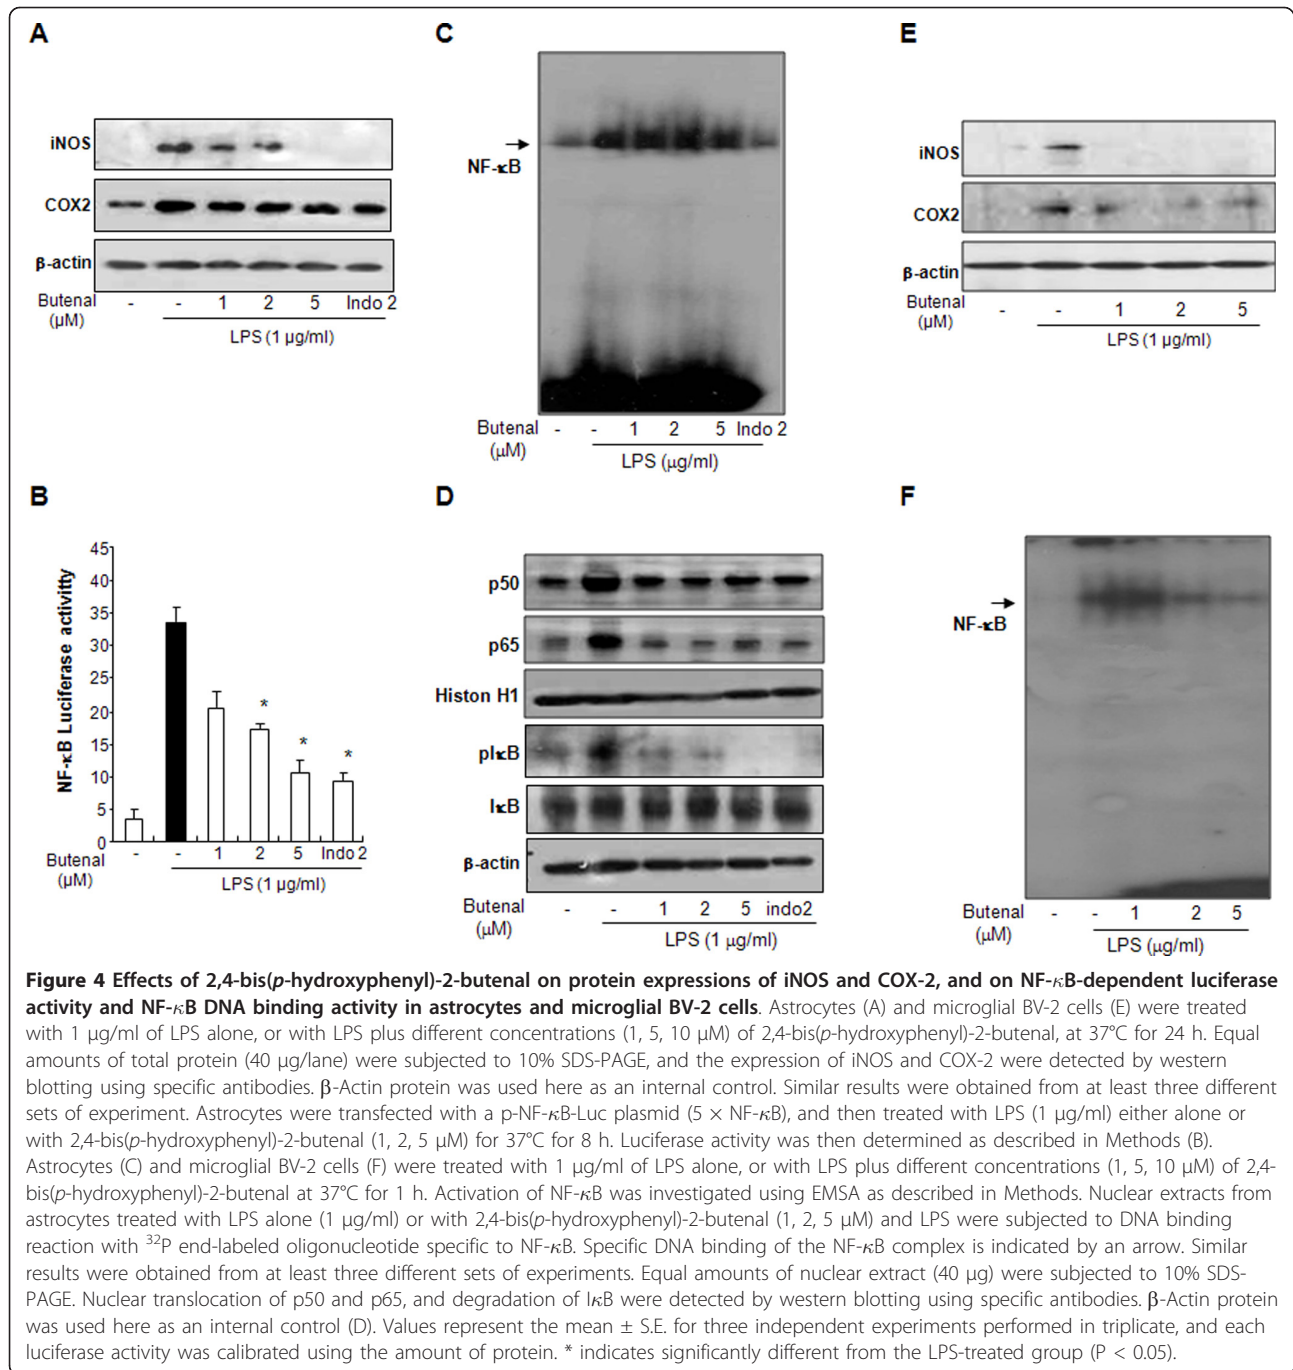 A
iNOS
COX2
β-actin
Butenal
(μM)
- - 1 2 5 Indo 2
LPS (1 μg/ml)
C
NF-κB
Butenal
(μM)
- - 1 2 5 Indo 2
LPS (μg/ml)
E
iNOS
COX2
β-actin
Butenal
(μM)
- - 1 2 5
LPS (1 μg/ml)
B
NF-κB Luciferase activity
45
40
35
30
25
20
15
10
5
0
* * *
Butenal
(μM)
- - 1 2 5 Indo 2
LPS (1 μg/ml)
D
p50
p65
Histon H1
pIκB
IκB
β-actin
Butenal
(μM)
- - 1 2 5 indo2
LPS (1 μg/ml)
F
NF-κB
Butenal
(μM)
- - 1 2 5
LPS (μg/ml)
Figure 4 Effects of 2,4-bis(p-hydroxyphenyl)-2-butenal on protein expressions of iNOS and COX-2, and on NF-κB-dependent luciferase
activity and NF-κB DNA binding activity in astrocytes and microglial BV-2 cells. Astrocytes (A) and microglial BV-2 cells (E) were treated
with 1 μg/ml of LPS alone, or with LPS plus different concentrations (1, 5, 10 μM) of 2,4-bis(p-hydroxyphenyl)-2-butenal, at 37°C for 24 h. Equal
amounts of total protein (40 μg/lane) were subjected to 10% SDS-PAGE, and the expression of iNOS and COX-2 were detected by western
blotting using specific antibodies. β-Actin protein was used here as an internal control. Similar results were obtained from at least three different
sets of experiment. Astrocytes were transfected with a p-NF-κB-Luc plasmid (5 × NF-κB), and then treated with LPS (1 μg/ml) either alone or
with 2,4-bis(p-hydroxyphenyl)-2-butenal (1, 2, 5 μM) for 37°C for 8 h. Luciferase activity was then determined as described in Methods (B).
Astrocytes (C) and microglial BV-2 cells (F) were treated with 1 μg/ml of LPS alone, or with LPS plus different concentrations (1, 5, 10 μM) of 2,4-
bis(p-hydroxyphenyl)-2-butenal at 37°C for 1 h. Activation of NF-κB was investigated using EMSA as described in Methods. Nuclear extracts from
astrocytes treated with LPS alone (1 μg/ml) or with 2,4-bis(p-hydroxyphenyl)-2-butenal (1, 2, 5 μM) and LPS were subjected to DNA binding
reaction with ³²P end-labeled oligonucleotide specific to NF-κB. Specific DNA binding of the NF-κB complex is indicated by an arrow. Similar
results were obtained from at least three different sets of experiments. Equal amounts of nuclear extract (40 μg) were subjected to 10% SDS-
PAGE. Nuclear translocation of p50 and p65, and degradation of IκB were detected by western blotting using specific antibodies. β-Actin protein
was used here as an internal control (D). Values represent the mean ± S.E. for three independent experiments performed in triplicate, and each
luciferase activity was calibrated using the amount of protein. * indicates significantly different from the LPS-treated group (P < 0.05).